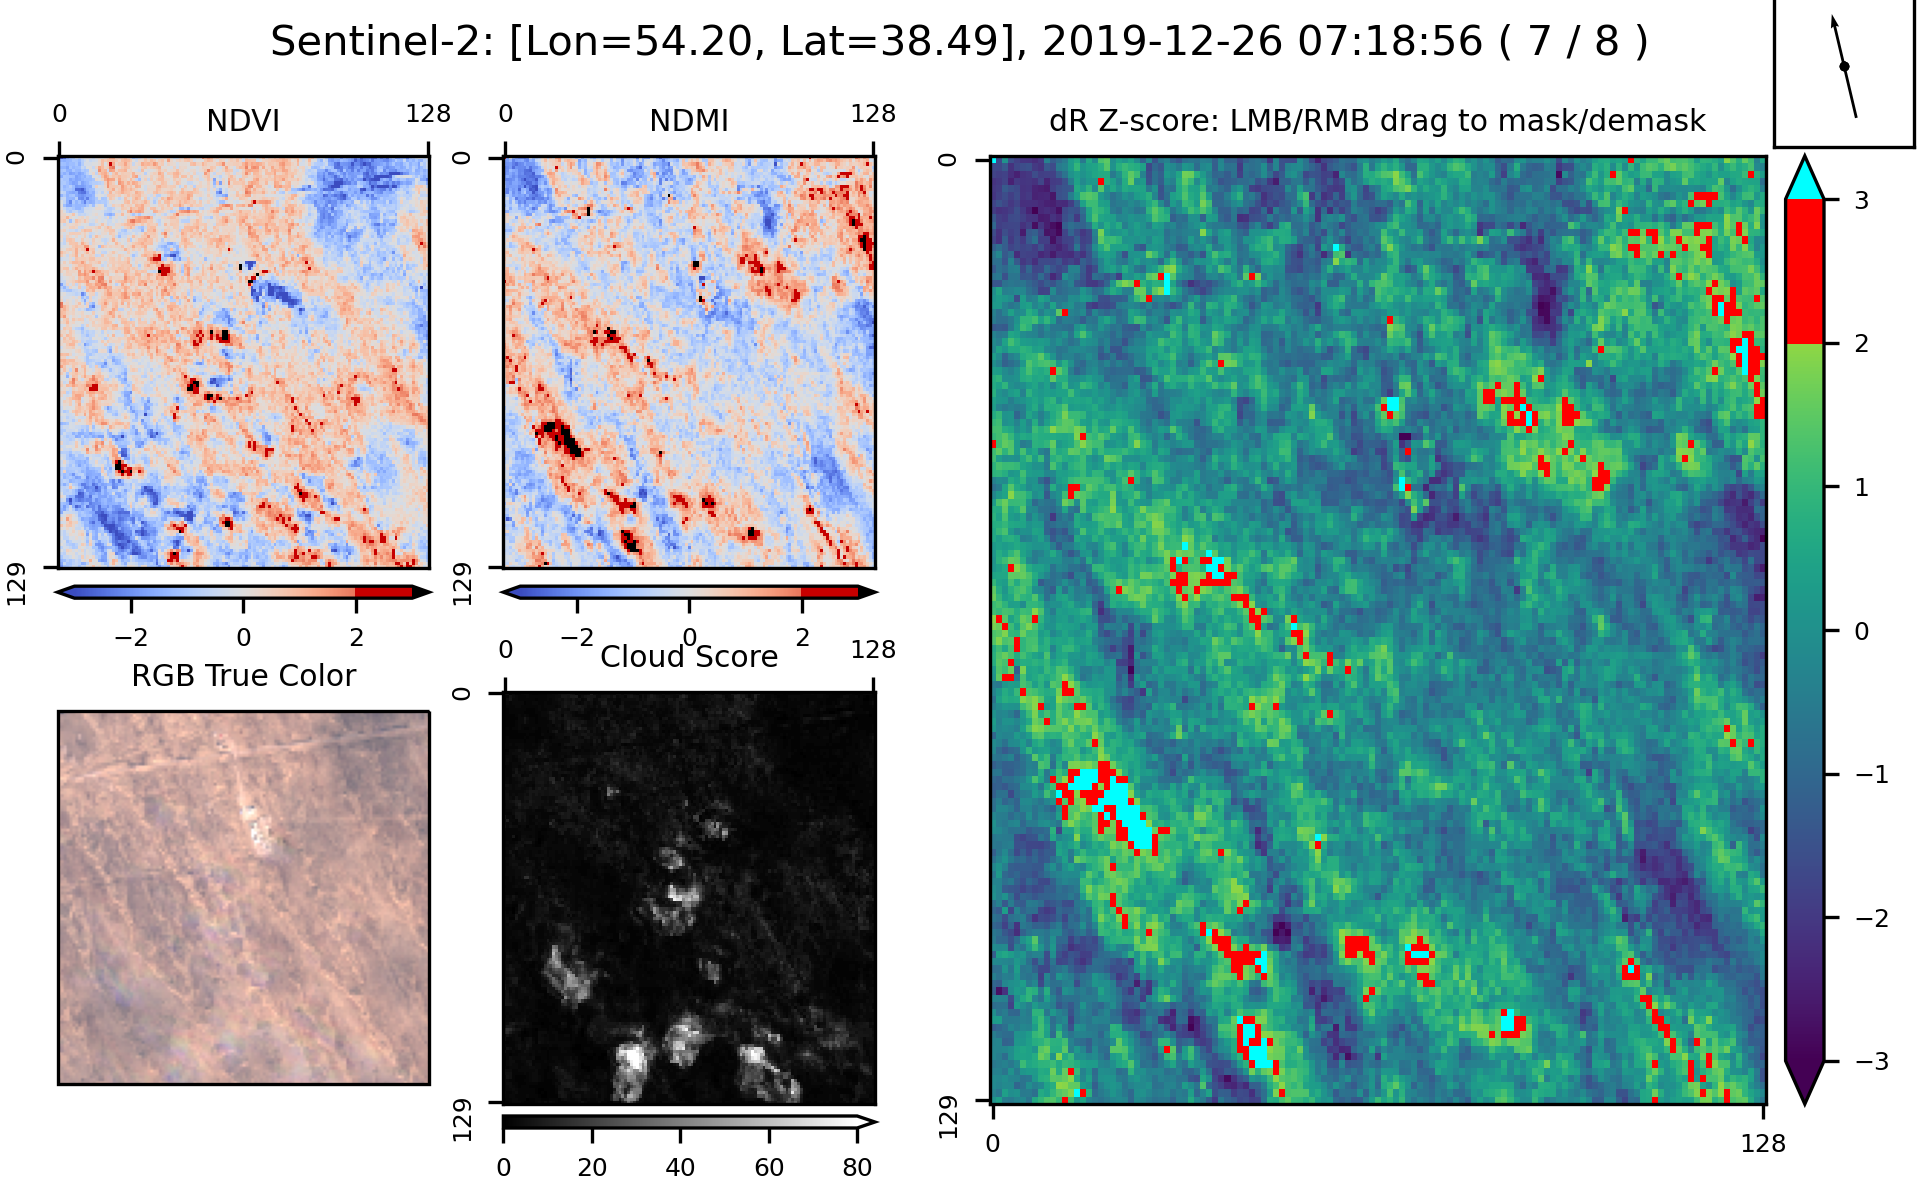 Sentinel-2: [Lon=54.20, Lat=38.49], 2019-12-26 07:18:56 ( 7 / 8 )
0 NDVI 128
0
129
−2 0 2
0 NDMI 128
0
129
−2 0 2
RGB True Color
0 Cloud Score 128
0
129
0 20 40 60 80
dR Z-score: LMB/RMB drag to mask/demask
0
129
0 128
3
2
1
0
−1
−2
−3